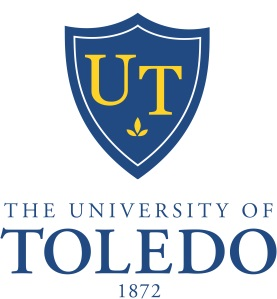 UT
THE UNIVERSITY OF
TOLEDO
1872